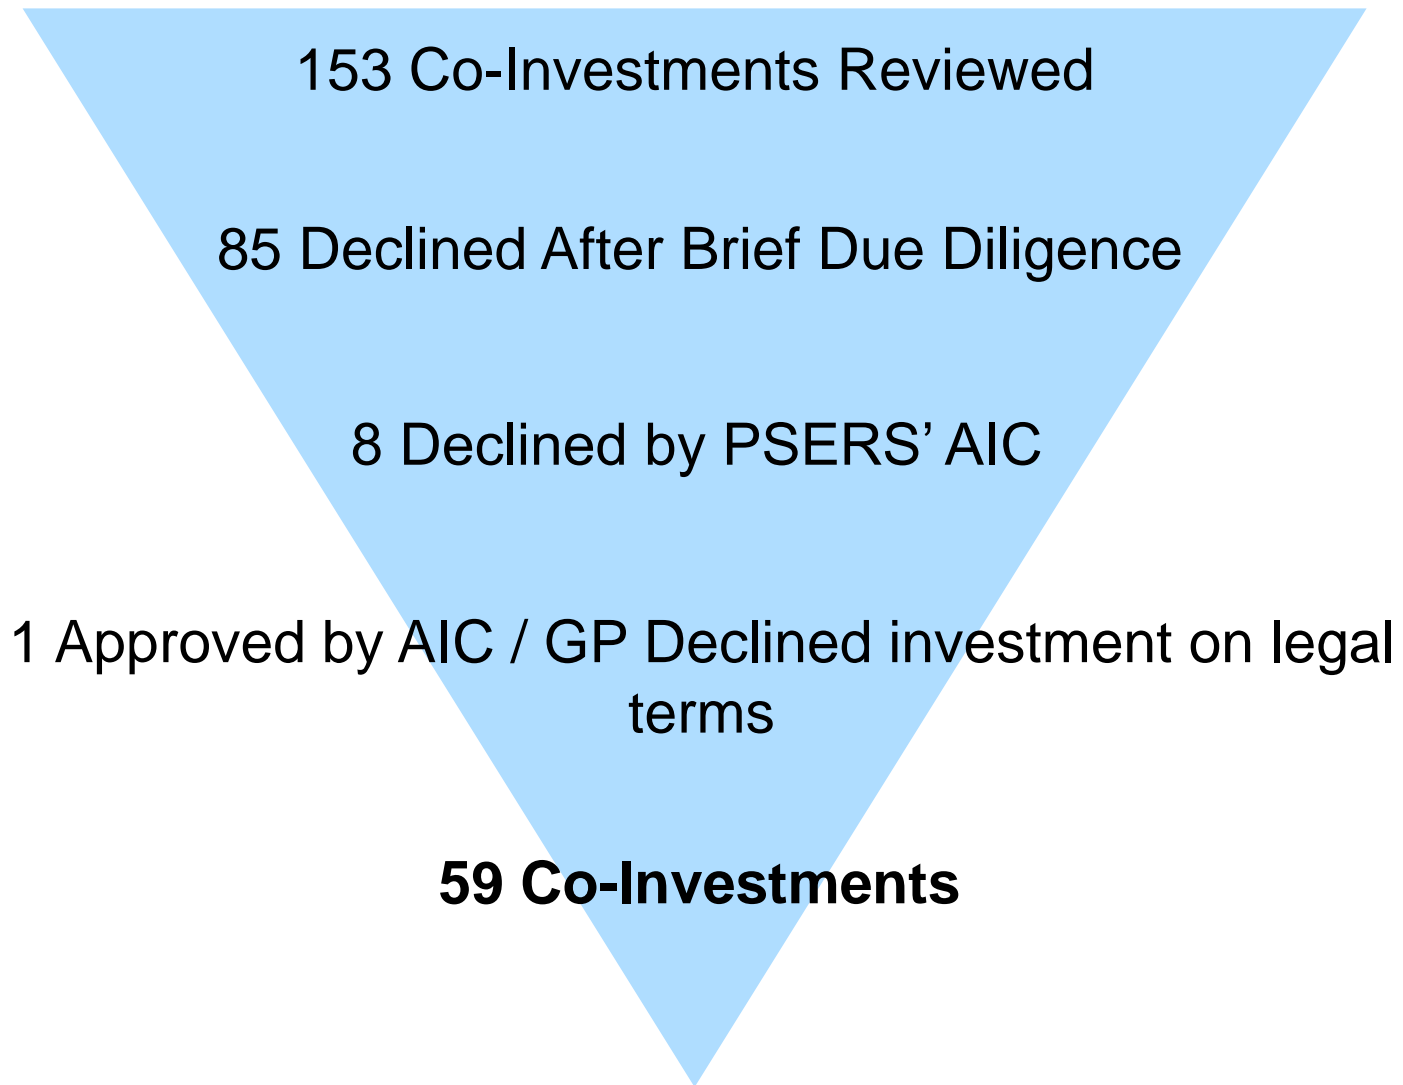 153 Co-Investments Reviewed
85 Declined After Brief Due Diligence
8 Declined by PSERS’ AIC
1 Approved by AIC / GP Declined investment on legal
terms
59 Co-Investments